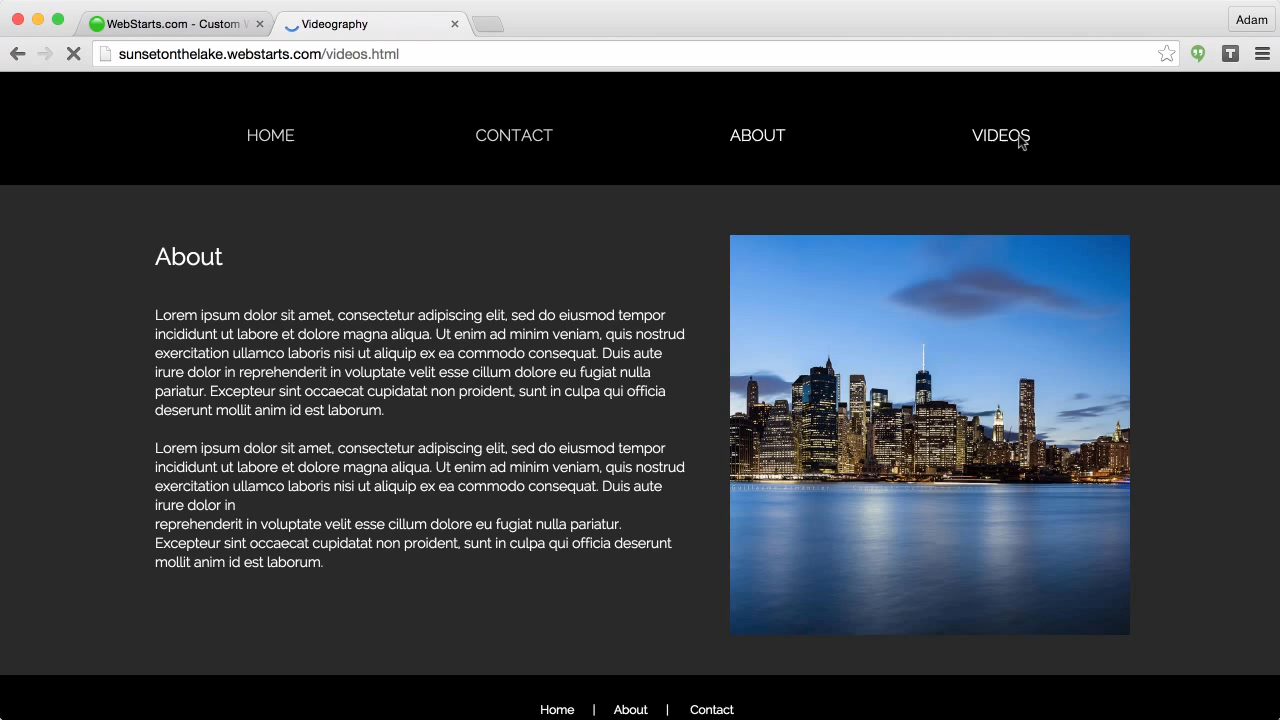 WebStarts.com - Custom W
Videography
Adam
sunsetonthelake.webstarts.com/videos.html
HOME
CONTACT
ABOUT
VIDEOS
About
Lorem ipsum dolor sit amet, consectetur adipiscing elit, sed do eiusmod tempor
incididunt ut labore et dolore magna aliqua. Ut enim ad minim veniam, quis nostrud
exercitation ullamco laboris nisi ut aliquip ex ea commodo consequat. Duis aute
irure dolor in reprehenderit in voluptate velit esse cillum dolore eu fugiat nulla
pariatur. Excepteur sint occaecat cupidatat non proident, sunt in culpa qui officia
deserunt mollit anim id est laborum.
Lorem ipsum dolor sit amet, consectetur adipiscing elit, sed do eiusmod tempor
incididunt ut labore et dolore magna aliqua. Ut enim ad minim veniam, quis nostrud
exercitation ullamco laboris nisi ut aliquip ex ea commodo consequat. Duis aute
irure dolor in
reprehenderit in voluptate velit esse cillum dolore eu fugiat nulla pariatur.
Excepteur sint occaecat cupidatat non proident, sunt in culpa qui officia deserunt
mollit anim id est laborum.
Home | About | Contact